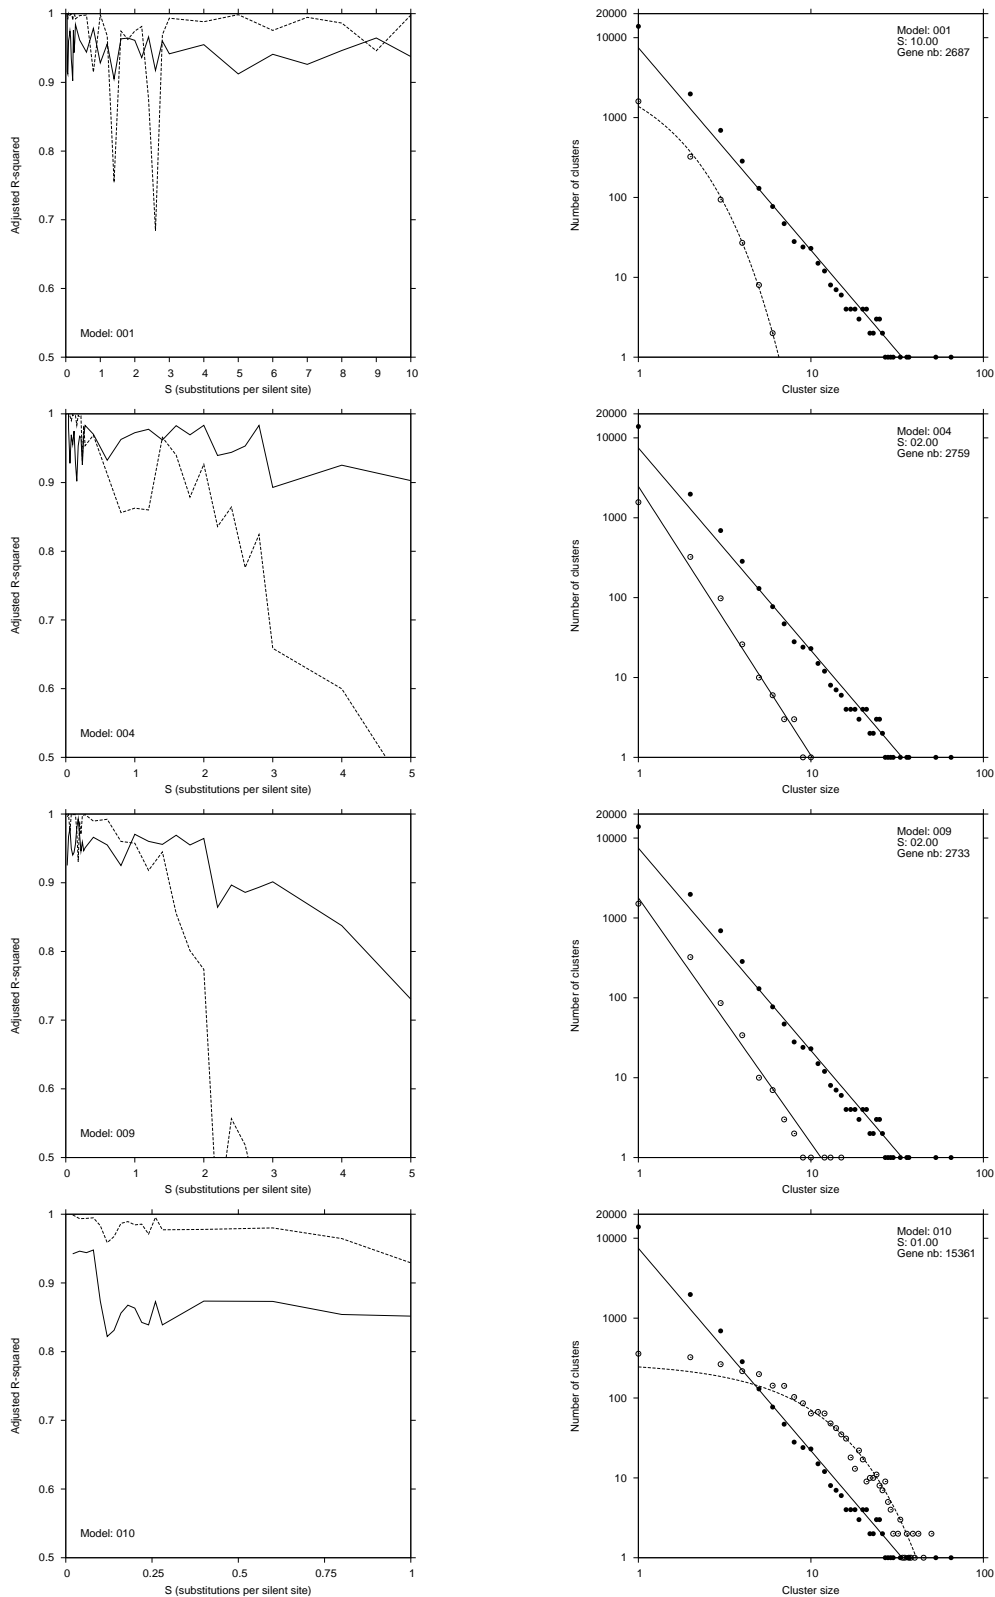 1
0.9
0.8
0.7
0.6
0.5
Adjusted R-squared
Model: 001
0 1 2 3 4 5 6 7 8 9 10
S (substitutions per silent site)
20000
10000
1000
100
10
1
Number of clusters
Model: 001
S: 10.00
Gene nb: 2687
1 10 100
Cluster size
1
0.9
0.8
0.7
0.6
0.5
Adjusted R-squared
Model: 004
0 1 2 3 4 5
S (substitutions per silent site)
20000
10000
1000
100
10
1
Number of clusters
Model: 004
S: 02.00
Gene nb: 2759
1 10 100
Cluster size
1
0.9
0.8
0.7
0.6
0.5
Adjusted R-squared
Model: 009
0 1 2 3 4 5
S (substitutions per silent site)
20000
10000
1000
100
10
1
Number of clusters
Model: 009
S: 02.00
Gene nb: 2733
1 10 100
Cluster size
1
0.9
0.8
0.7
0.6
0.5
Adjusted R-squared
Model: 010
0 0.25 0.5 0.75 1
S (substitutions per silent site)
20000
10000
1000
100
10
1
Number of clusters
Model: 010
S: 01.00
Gene nb: 15361
1 10 100
Cluster size